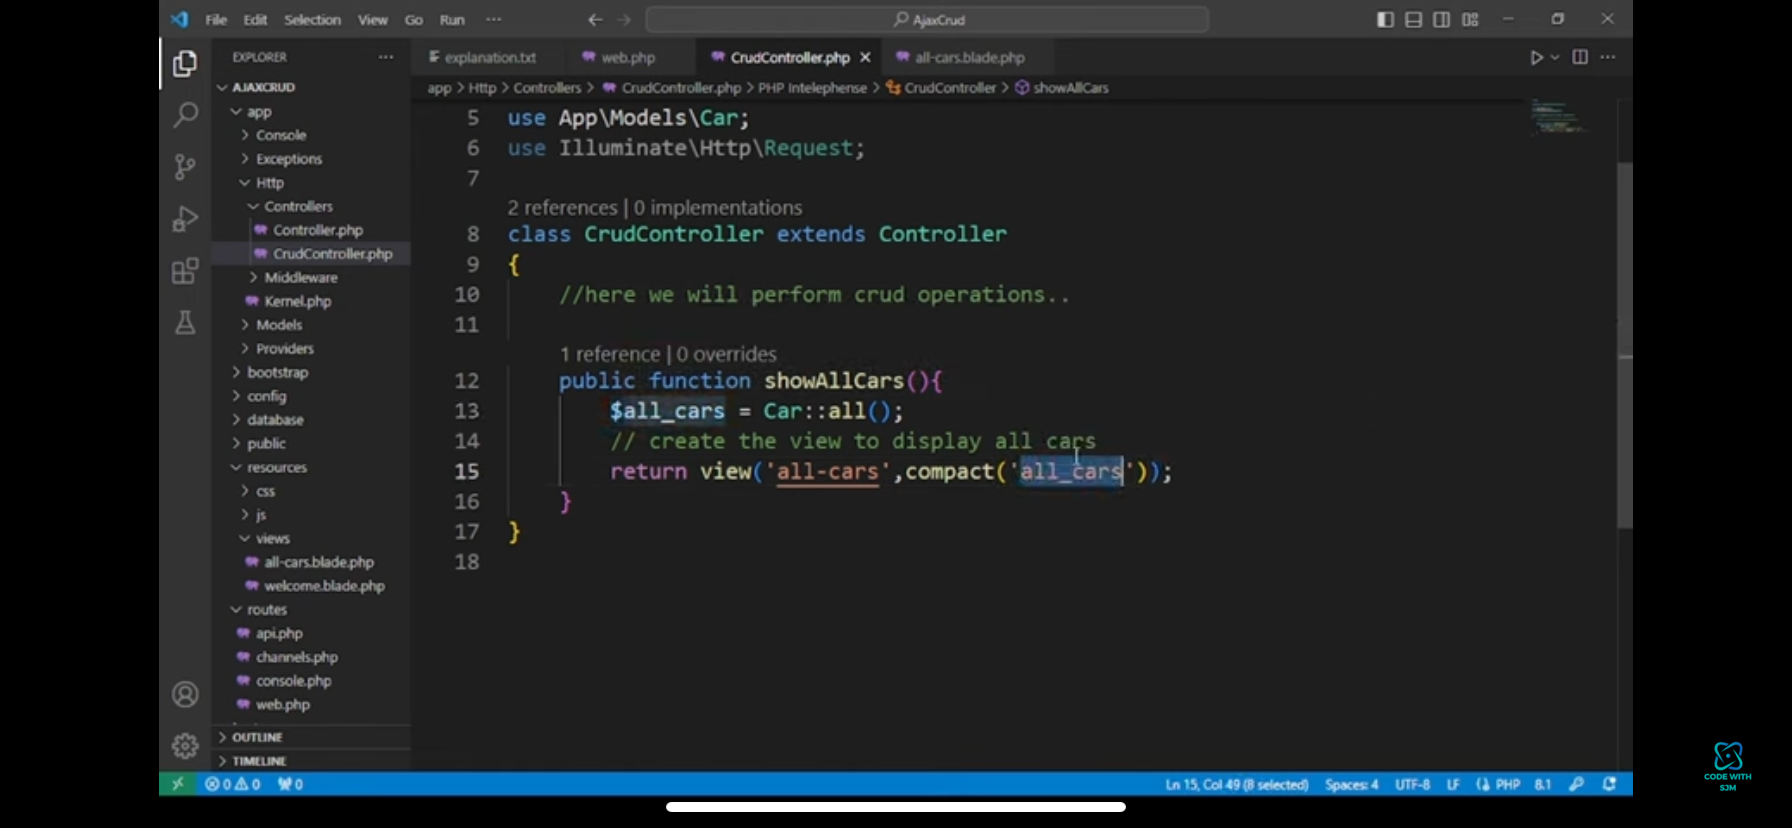 File Edit Selection View Go Run ...
AjaxCrud
EXPLORER
explanation.txt
web.php
CrudController.php
all-cars.blade.php
AJAXCRUD
app
Console
Exceptions
Http
Controllers
Controller.php
CrudController.php
Middleware
Kernel.php
Models
Providers
bootstrap
config
database
public
resources
css
js
views
all-cars.blade.php
welcome.blade.php
routes
api.php
channels.php
console.php
web.php
OUTLINE
TIMELINE
app > Http > Controllers > CrudController.php > PHP Intelephense > CrudController > showAllCars
5 use App\Models\Car;
6 use Illuminate\Http\Request;
7
2 references | 0 implementations
8 class CrudController extends Controller
9 {
10 //here we will perform crud operations..
11
1 reference | 0 overrides
12 public function showAllCars(){
13 $all_cars = Car::all();
14 // create the view to display all cars
15 return view('all-cars',compact('all_cars'));
16 }
17 }
18
0 0 0 Ln 15, Col 49 (8 selected) Spaces: 4 UTF-8 LF PHP 8.1
CODE WITH
SJM